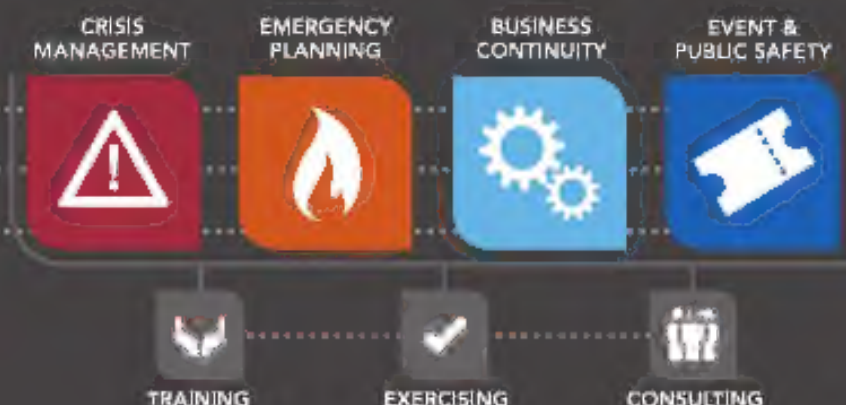 CRISIS
MANAGEMENT
EMERGENCY
PLANNING
BUSINESS
CONTINUITY
EVENT &
PUBLIC SAFETY
TRAINING
EXERCISING
CONSULTING